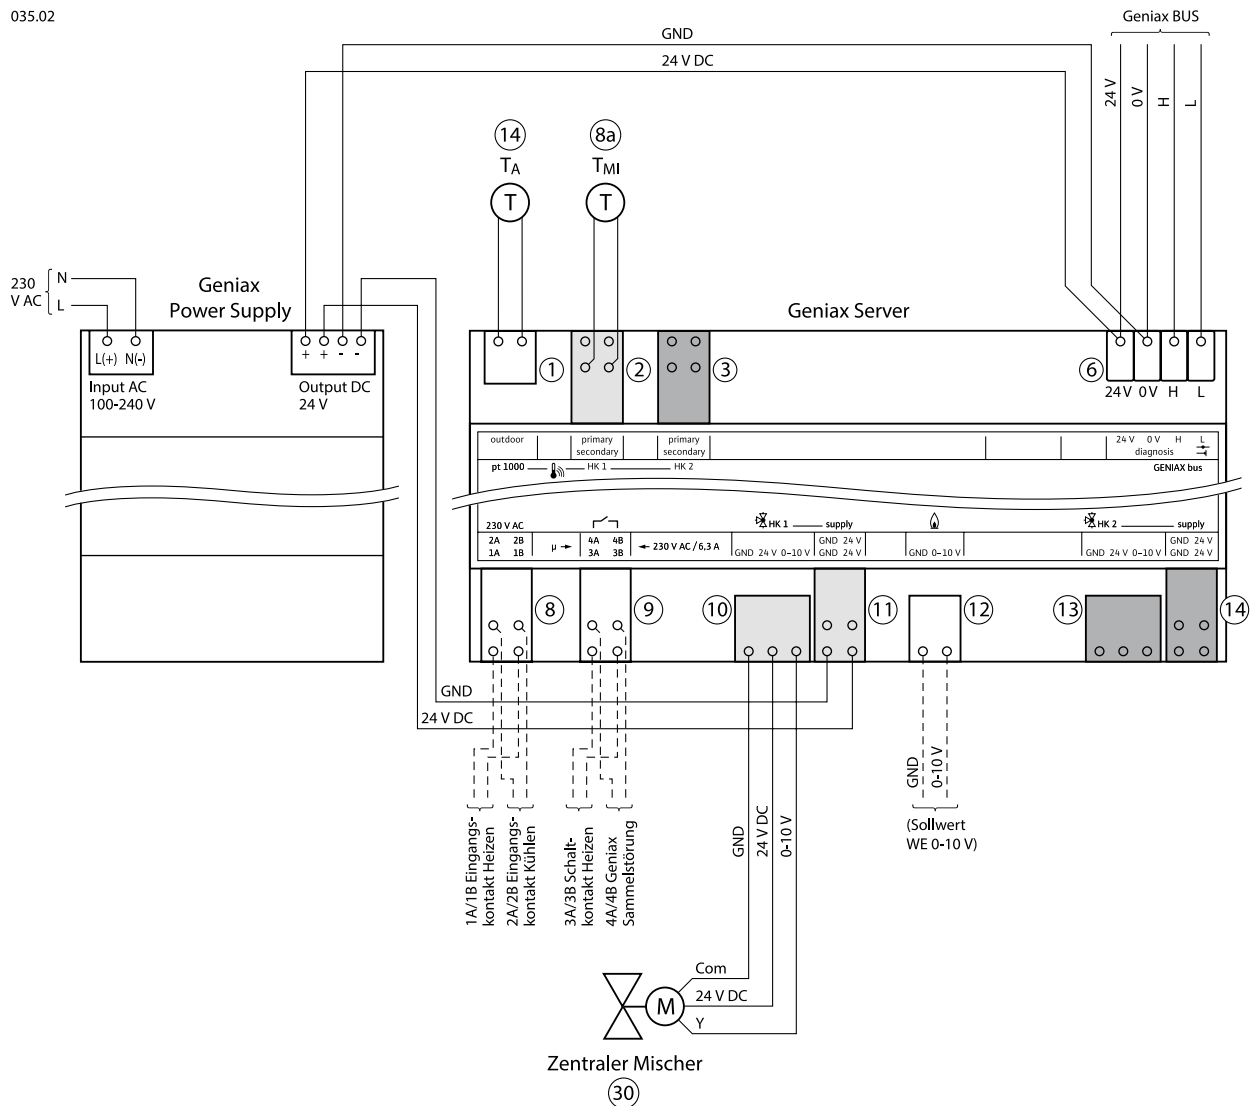 035.02
Geniax BUS
GND
24 V DC
24 V
0 V
H
L
14
TA
T
8a
TMI
T
230
V AC
N
L
Geniax
Power Supply
Geniax Server
L(+) N(-)
+ + - -
Input AC
100-240 V
Output DC
24 V
1
2
3
6
24 V 0 V H L
outdoor
primary
secondary
primary
secondary
24 V 0 V H L
diagnosis
pt 1000
HK 1
HK 2
GENIAX bus
230 V AC
HK 1 supply
HK 2 supply
2A 2B
1A 1B
μ
4A 4B
3A 3B
230 V AC / 6,3 A
GND 24 V 0-10 V
GND 24 V
GND 24 V
GND 0-10 V
GND 24 V 0-10 V
GND 24 V
GND 24 V
8
9
10
11
12
13
14
GND
24 V DC
1A/1B Eingangs-
kontakt Heizen
2A/2B Eingangs-
kontakt Kühlen
3A/3B Schalt-
kontakt Heizen
4A/4B Geniax
Sammelstörung
GND
24 V DC
0-10 V
GND
0-10 V
(Sollwert
WE 0-10 V)
Com
M
24 V DC
Y
Zentraler Mischer
30